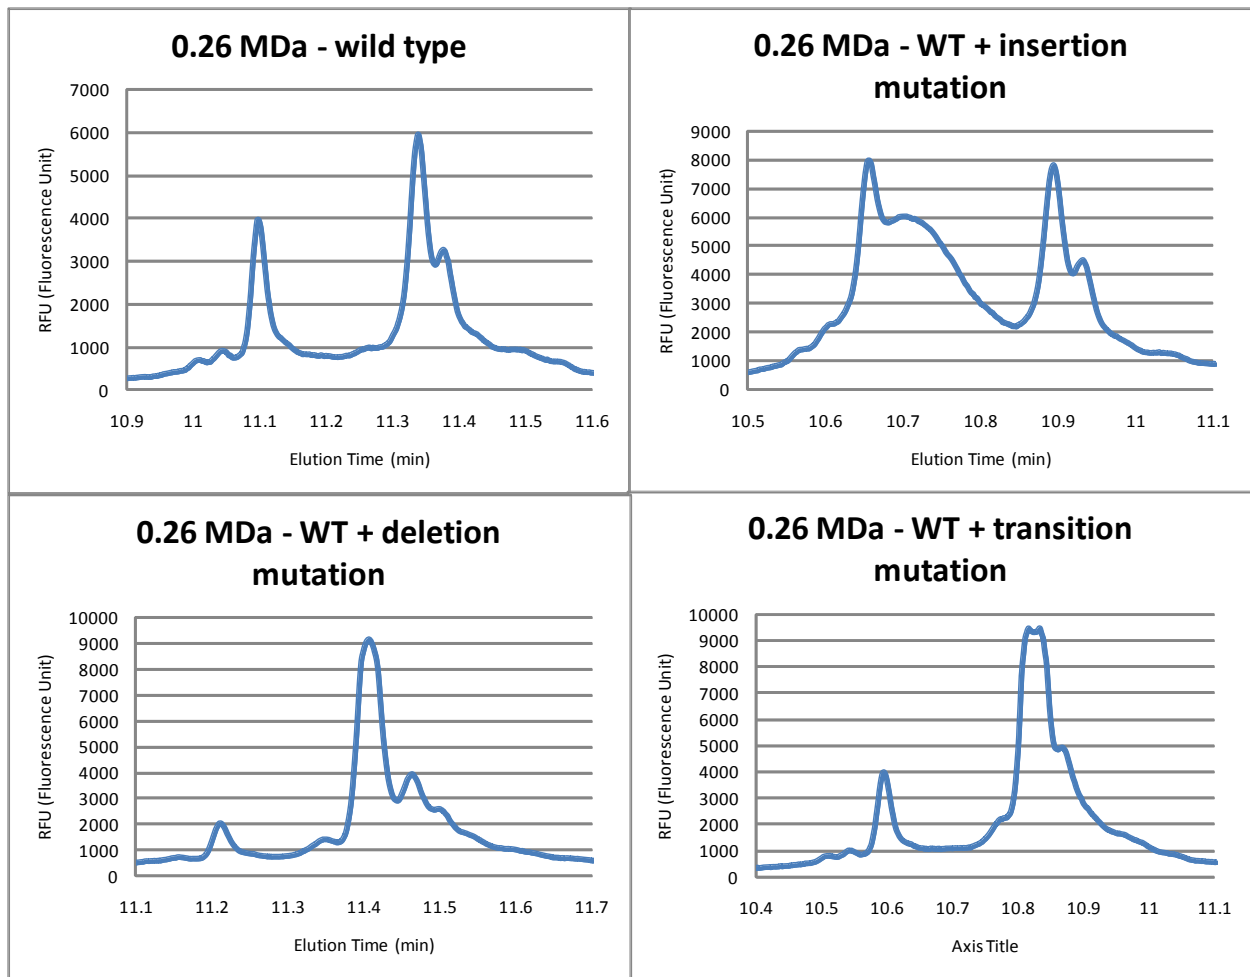 0.26 MDa - wild type
7000
6000
5000
4000
3000
2000
1000
0
RFU (Fluorescence Unit)
10.9 11 11.1 11.2 11.3 11.4 11.5 11.6
Elution Time (min)
0.26 MDa - WT + insertion
mutation
9000
8000
7000
6000
5000
4000
3000
2000
1000
0
RFU (Fluorescence Unit)
10.5 10.6 10.7 10.8 10.9 11 11.1
Elution Time (min)
0.26 MDa - WT + deletion
mutation
10000
9000
8000
7000
6000
5000
4000
3000
2000
1000
0
RFU (Fluorescence Unit)
11.1 11.2 11.3 11.4 11.5 11.6 11.7
Elution Time (min)
0.26 MDa - WT + transition
mutation
10000
9000
8000
7000
6000
5000
4000
3000
2000
1000
0
RFU (Fluorescence Unit)
10.4 10.5 10.6 10.7 10.8 10.9 11 11.1
Axis Title